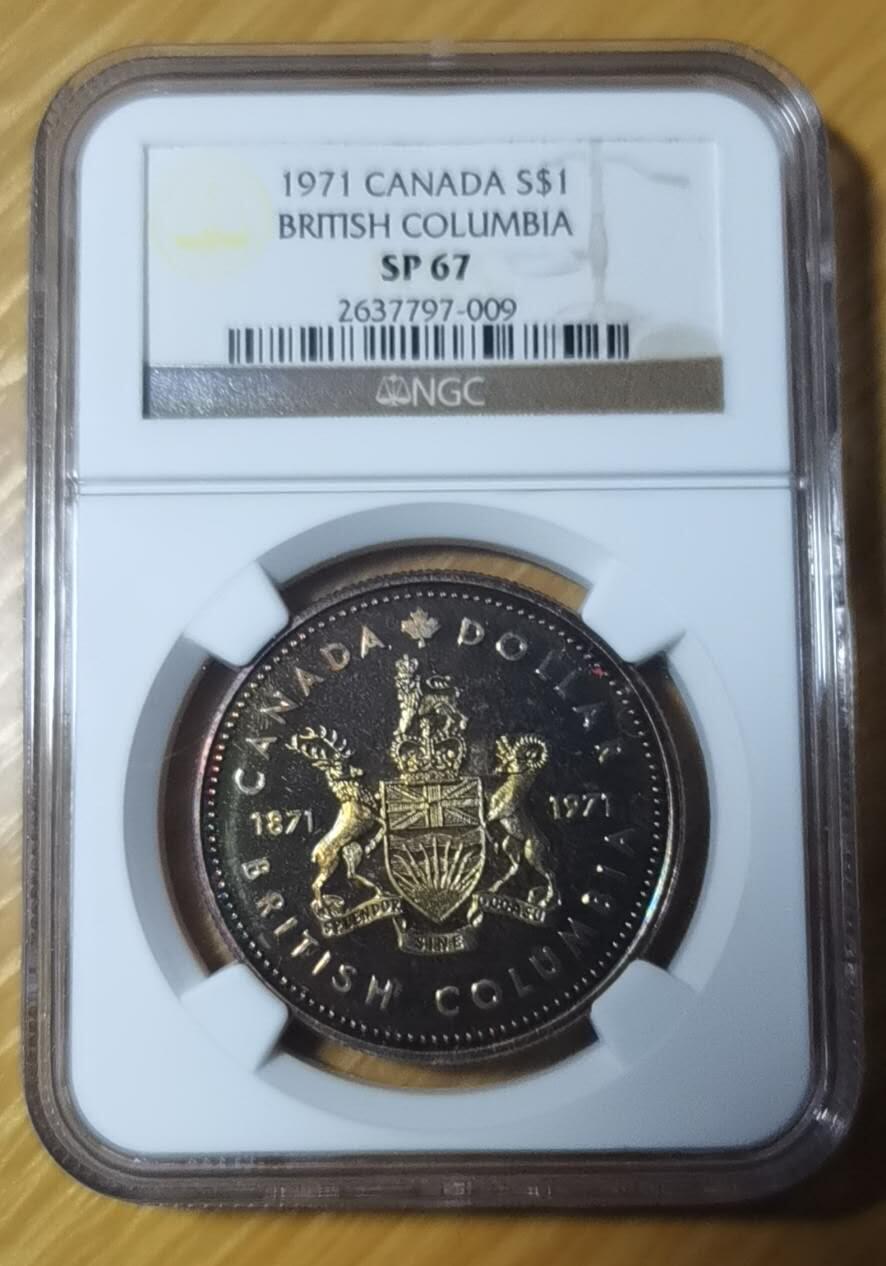 1971 CANADA S$1
BRITISH COLUMBIA
SP 67
2637797-009
NGC
CANADA DOLLAR
1871 1971
SPLENDOR SINE OCCASU
BRITISH COLUMBIA